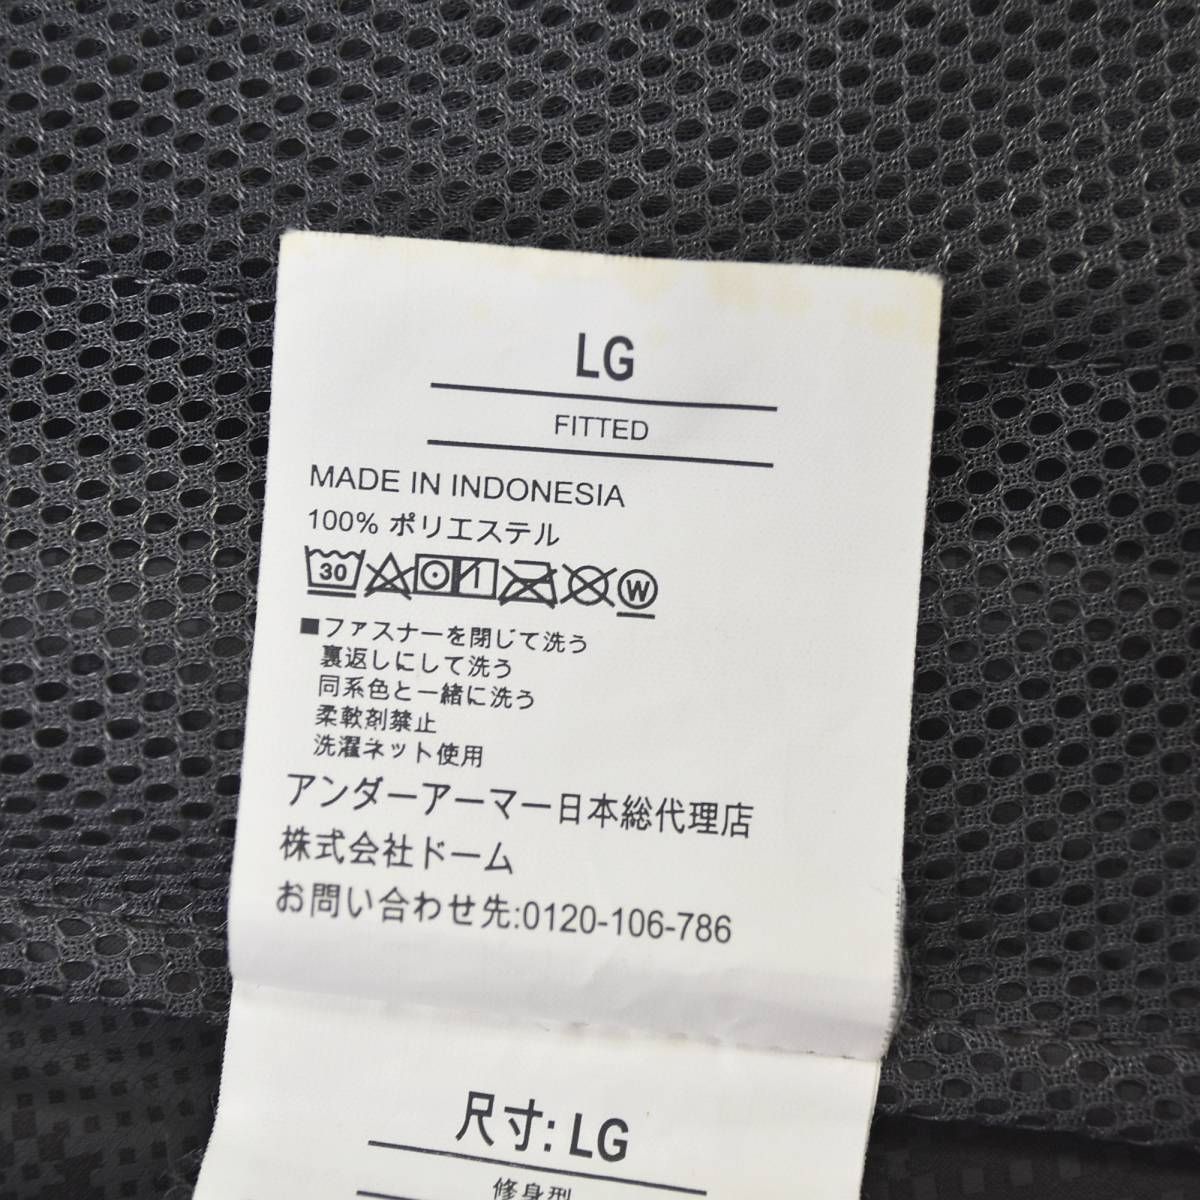 LG
FITTED
MADE IN INDONESIA
100% ポリエステル
30 W
■ファスナーを閉じて洗う
裏返しにして洗う
同系色と一緒に洗う
柔軟剤禁止
洗濯ネット使用
アンダーアーマー日本総代理店
株式会社ドーム
お問い合わせ先:0120-106-786
尺寸: LG
修身型